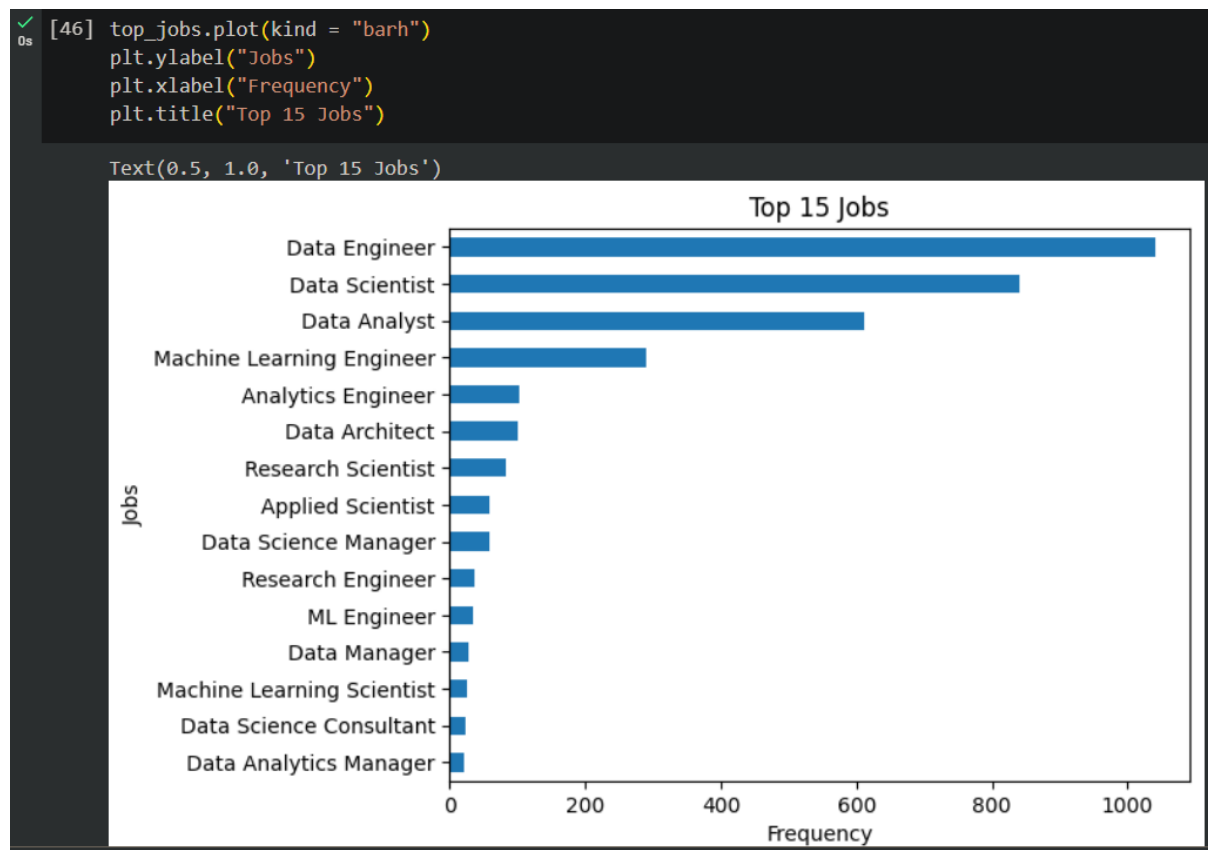 [46] top_jobs.plot(kind = "barh")
0s
plt.ylabel("Jobs")
plt.xlabel("Frequency")
plt.title("Top 15 Jobs")
Text(0.5, 1.0, 'Top 15 Jobs')
Top 15 Jobs
Data Engineer
Data Scientist
Data Analyst
Machine Learning Engineer
Analytics Engineer
Data Architect
Research Scientist
Jobs
Applied Scientist
Data Science Manager
Research Engineer
ML Engineer
Data Manager
Machine Learning Scientist
Data Science Consultant
Data Analytics Manager
0 200 400 600 800 1000
Frequency